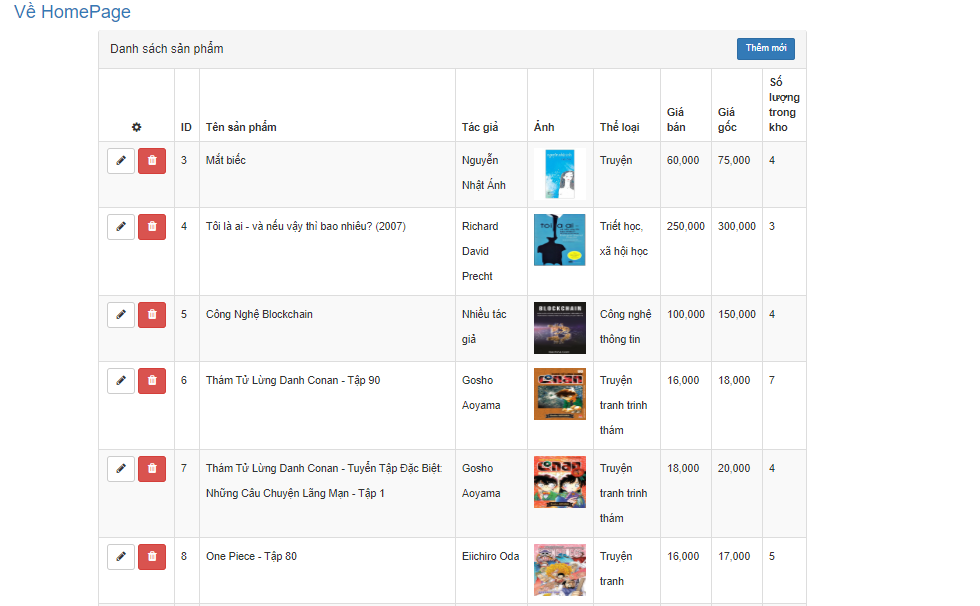 Về HomePage
Danh sách sản phẩm
Thêm mới
ID
Tên sản phẩm
Tác giả
Ảnh
Thể loại
Giá
bán
Giá
gốc
Số
lượng
trong
kho
3
Mắt biếc
Nguyễn
Nhật Ánh
Truyện
60,000
75,000
4
4
Tôi là ai - và nếu vậy thì bao nhiêu? (2007)
Richard
David
Precht
Triết học,
xã hội học
250,000
300,000
3
5
Công Nghệ Blockchain
Nhiều tác
giả
BLOCKCHAIN
Công nghệ
thông tin
100,000
150,000
4
6
Thám Tử Lừng Danh Conan - Tập 90
Gosho
Aoyama
CONAN
Truyện
tranh trinh
thám
16,000
18,000
7
7
Thám Tử Lừng Danh Conan - Tuyển Tập Đặc Biệt:
Những Câu Chuyện Lãng Mạn - Tập 1
Gosho
Aoyama
CONAN
Truyện
tranh trinh
thám
18,000
20,000
4
8
One Piece - Tập 80
Eiichiro Oda
Truyện
tranh
16,000
17,000
5